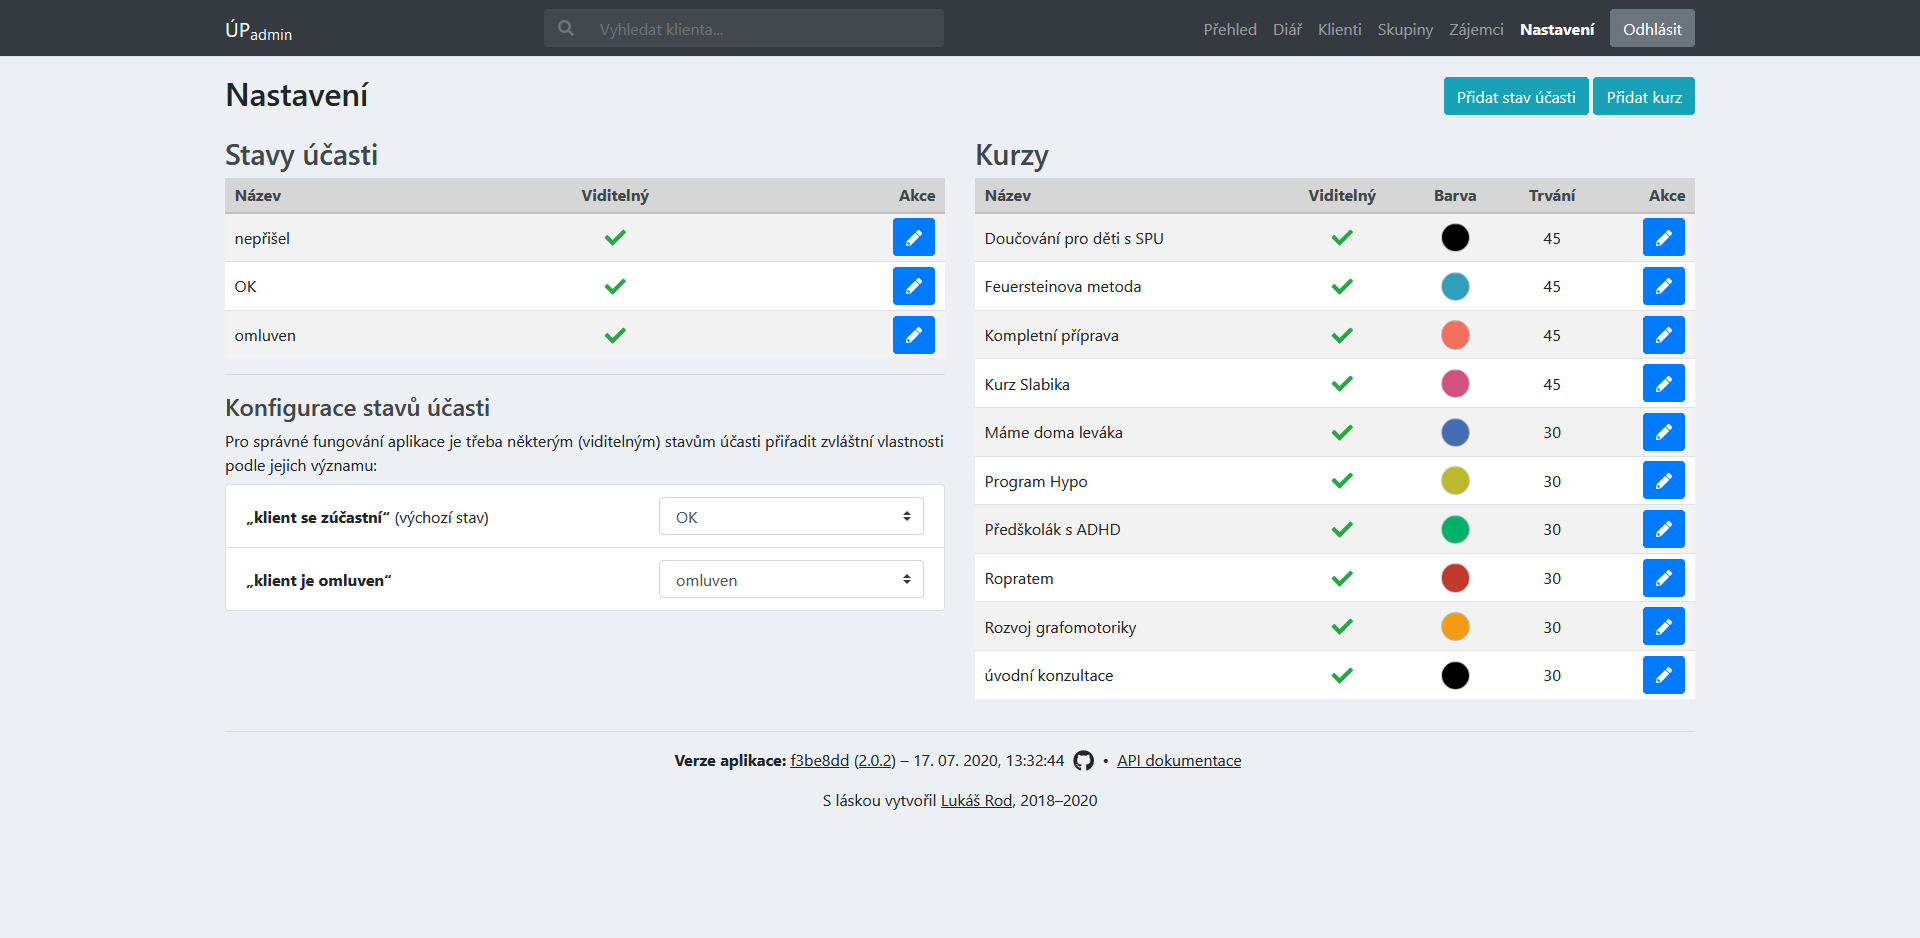 ÚPadmin
Vyhledat klienta...
Přehled Diář Klienti Skupiny Zájemci Nastavení Odhlásit
Nastavení
Přidat stav účasti Přidat kurz
Stavy účasti
Název Viditelný Akce
nepřišel
OK
omluven
Konfigurace stavů účasti
Pro správné fungování aplikace je třeba některým (viditelným) stavům účasti přiřadit zvláštní vlastnosti
podle jejich významu:
„klient se zúčastní“ (výchozí stav) OK
„klient je omluven“ omluven
Kurzy
Název Viditelný Barva Trvání Akce
Doučování pro děti s SPU 45
Feuersteinova metoda 45
Kompletní příprava 45
Kurz Slabika 45
Máme doma leváka 30
Program Hypo 30
Předškolák s ADHD 30
Ropratem 30
Rozvoj grafomotoriky 30
úvodní konzultace 30
Verze aplikace: f3be8dd (2.0.2) – 17. 07. 2020, 13:32:44 • API dokumentace
S láskou vytvořil Lukáš Rod, 2018–2020